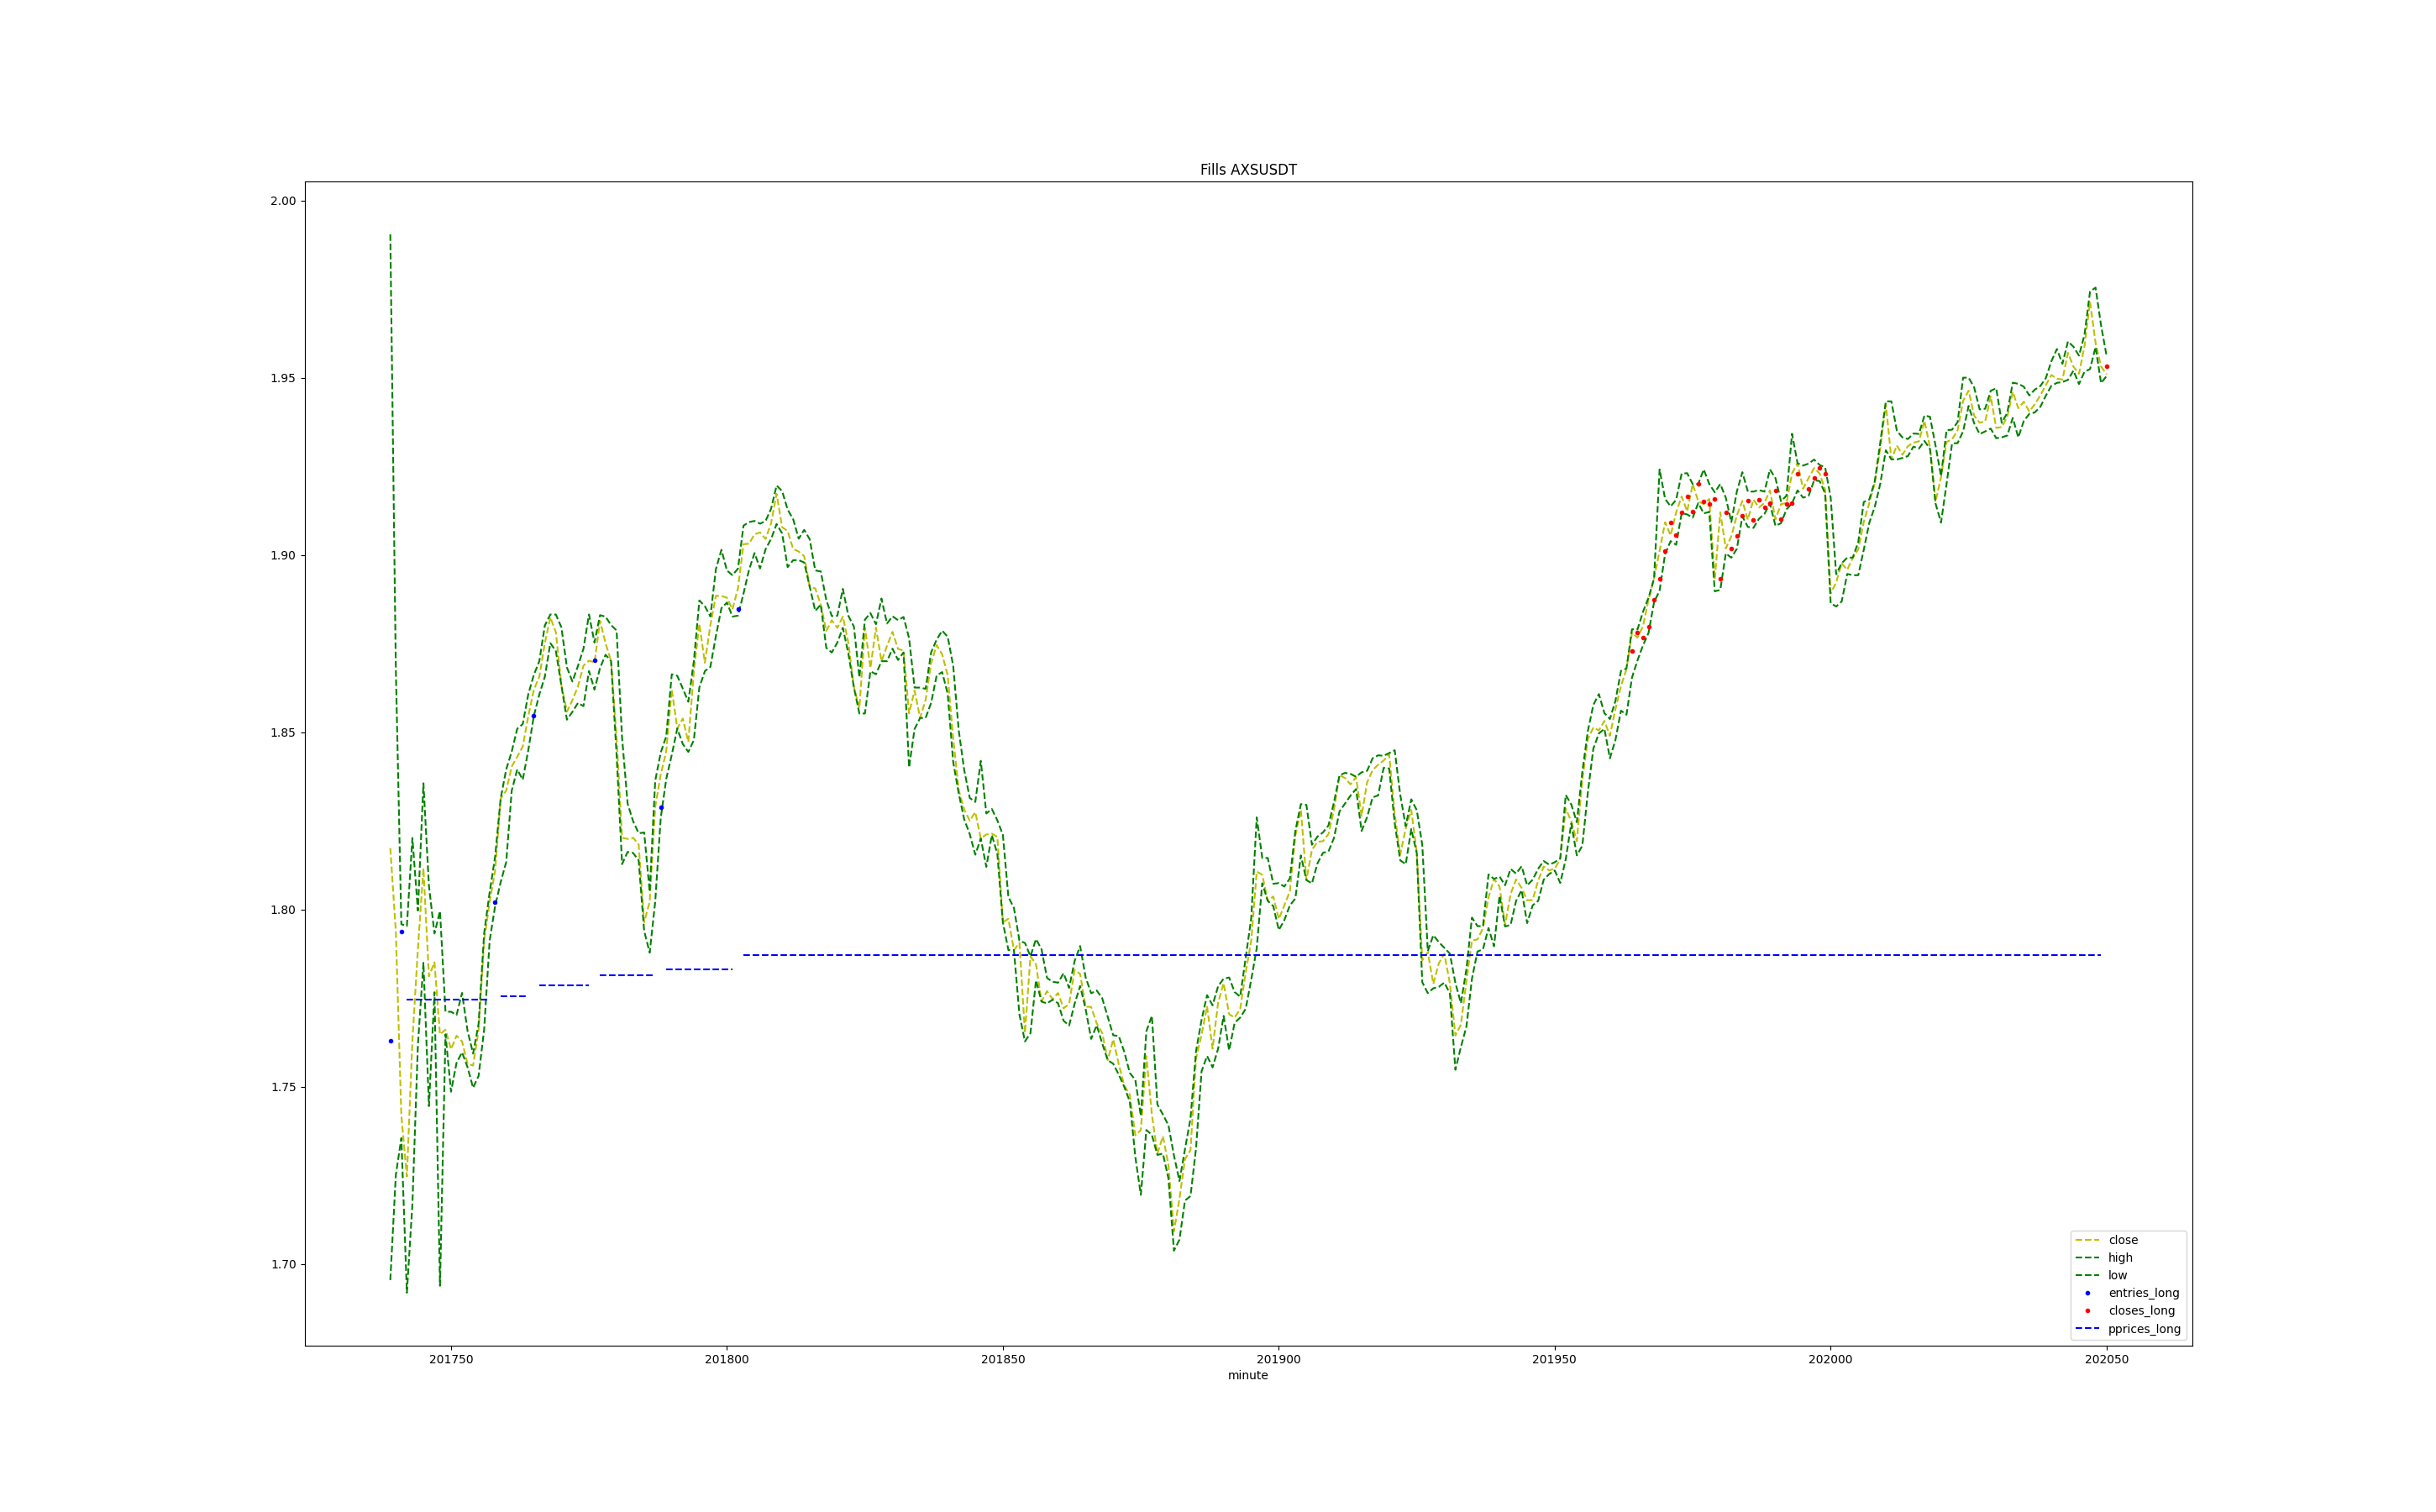 Fills AXSUSDT
2.00
1.95
1.90
1.85
1.80
1.75
1.70
201750 201800 201850 201900 201950 202000 202050
minute
close
high
low
entries_long
closes_long
pprices_long